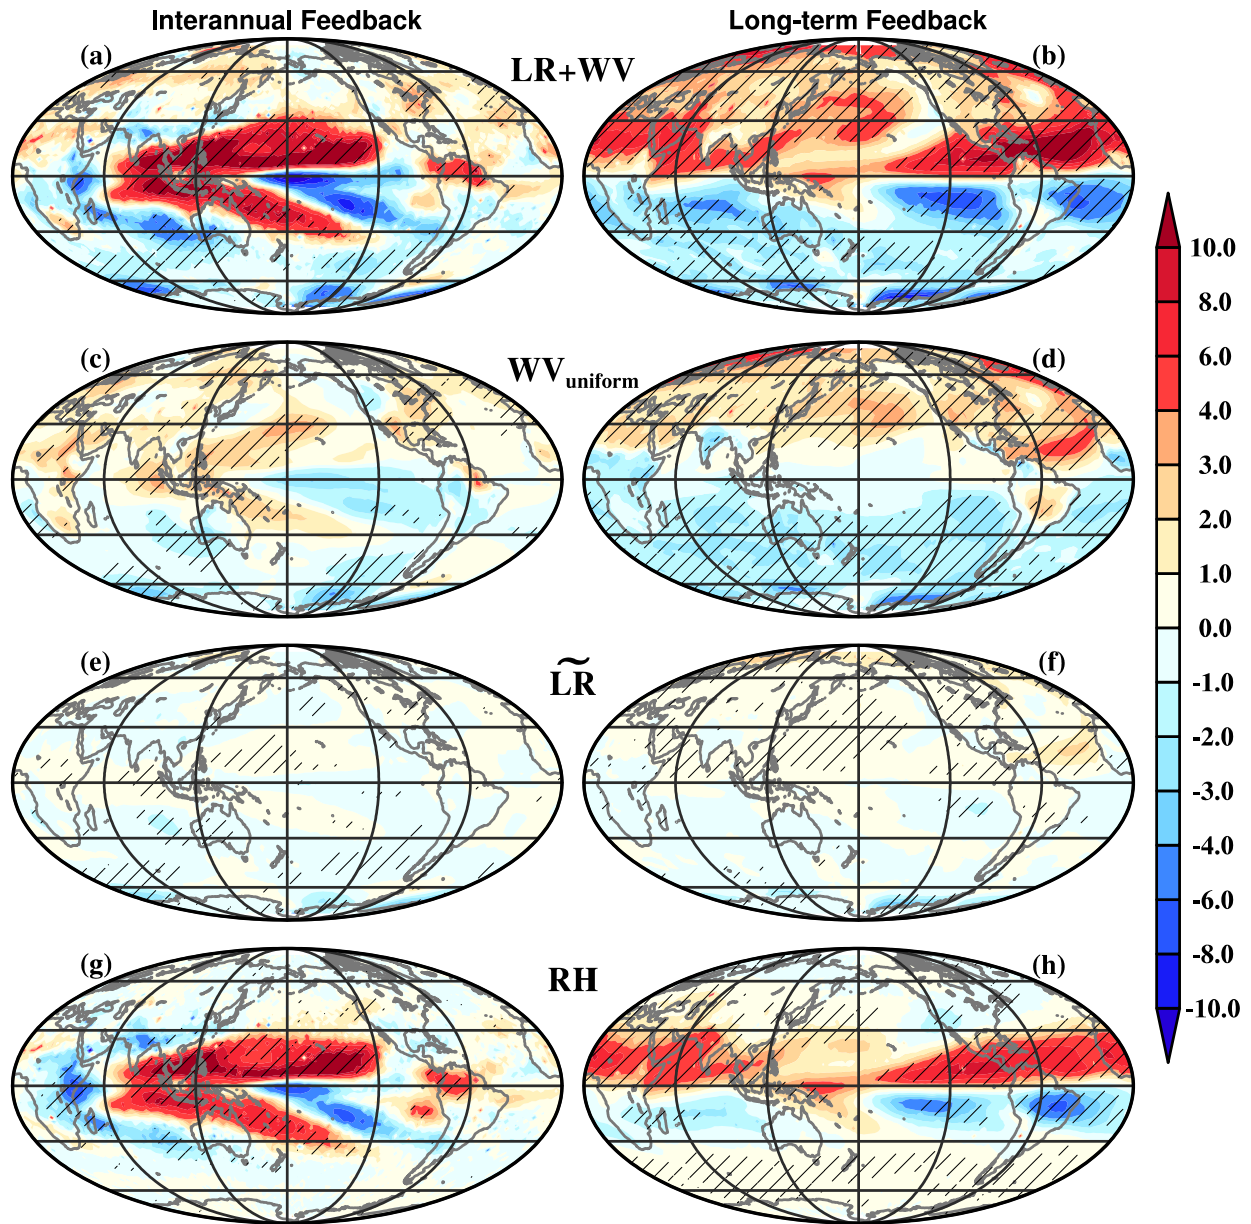 Interannual Feedback
Long-term Feedback
(a)
LR+WV
(b)
(c)
WVuniform
(d)
(e)
L͠R
(f)
(g)
RH
(h)
10.0
8.0
6.0
4.0
3.0
2.0
1.0
0.0
-1.0
-2.0
-3.0
-4.0
-6.0
-8.0
-10.0